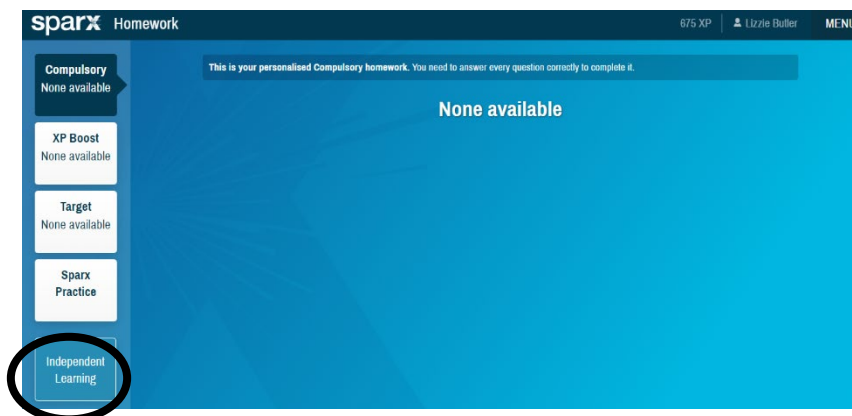 sparx Homework 675 XP Lizzie Butler MENU
Compulsory
None available
This is your personalised Compulsory homework. You need to answer every question correctly to complete it.
None available
XP Boost
None available
Target
None available
Sparx
Practice
Independent
Learning